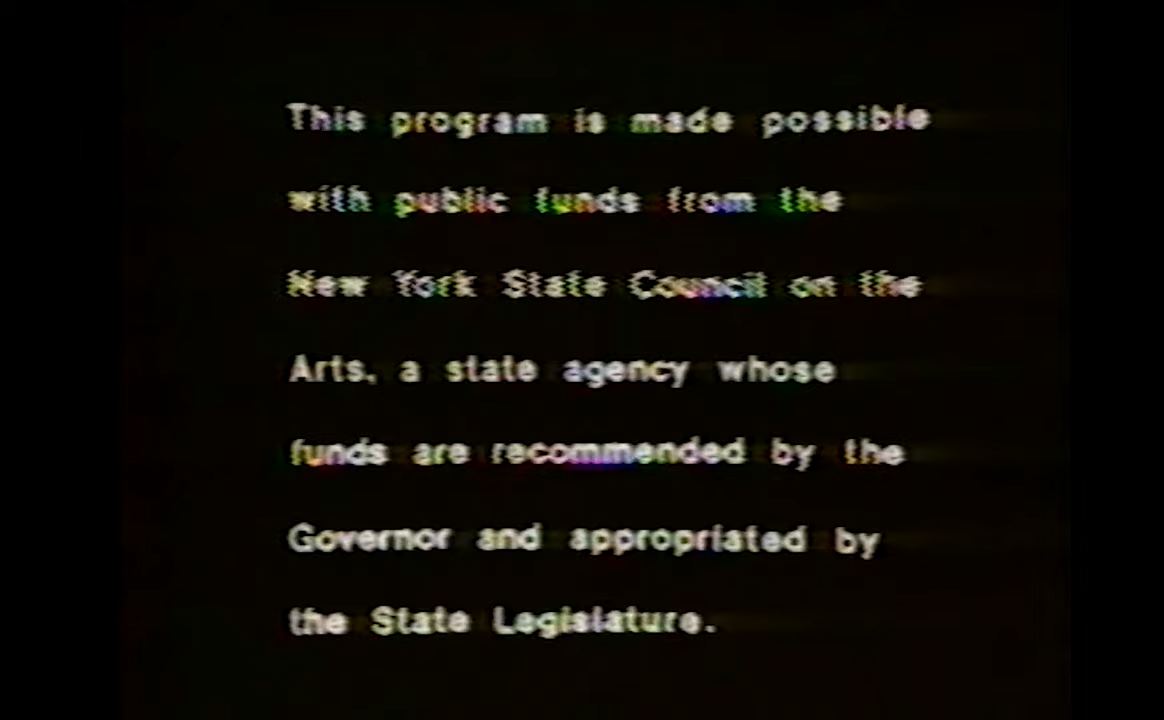 This program is made possible
with public funds from the
New York State Council on the
Arts, a state agency whose
funds are recommended by the
Governor and appropriated by
the State Legislature.